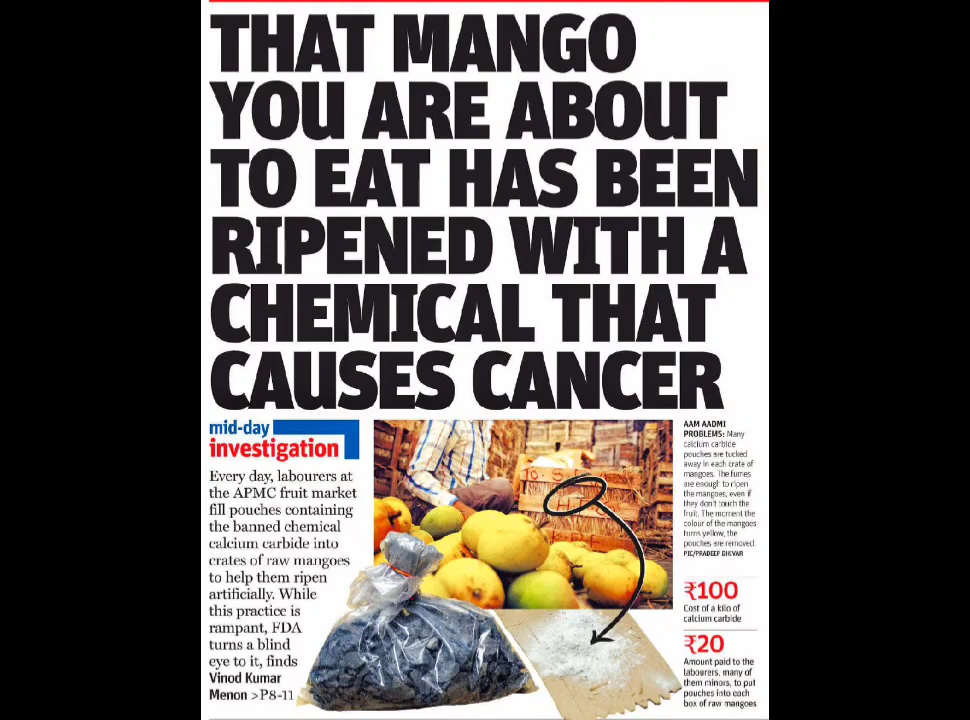 THAT MANGO
YOU ARE ABOUT
TO EAT HAS BEEN
RIPENED WITH A
CHEMICAL THAT
CAUSES CANCER
mid-day
investigation
Every day, labourers at
the APMC fruit market
fill pouches containing
the banned chemical
calcium carbide into
crates of raw mangoes
to help them ripen
artificially. While
this practice is
rampant, FDA
turns a blind
eye to it, finds
Vinod Kumar
Menon >P8-11
AAM AADMI
PROBLEMS: Many
calcium carbide
pouches are tucked
away in each crate of
mangoes. The fumes
are enough to ripen
the mangoes, even if
they don't touch the
fruit. The moment the
colour of the mangoes
turns yellow, the
pouches are removed.
PIC/PRADEEP DHIVAR
₹100
Cost of a kilo of
calcium carbide
₹20
Amount paid to the
labourers, many of
them minors, to put
pouches into each
box of raw mangoes